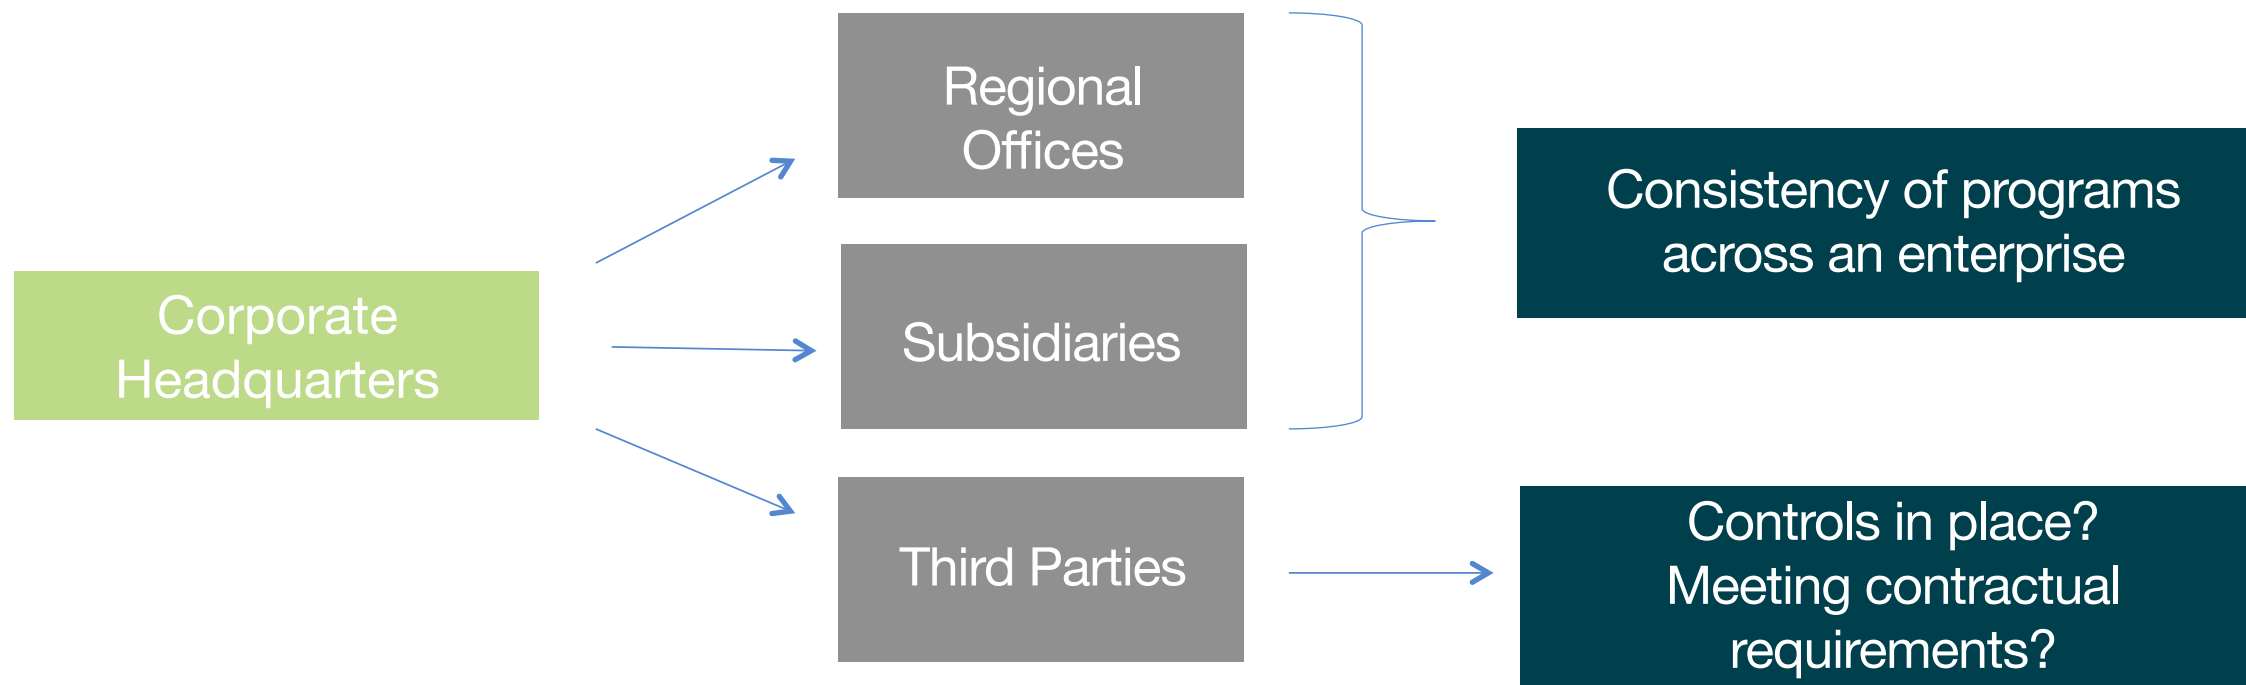 Corporate
Headquarters
Regional
Offices
Subsidiaries
Third Parties
Consistency of programs
across an enterprise
Controls in place?
Meeting contractual
requirements?